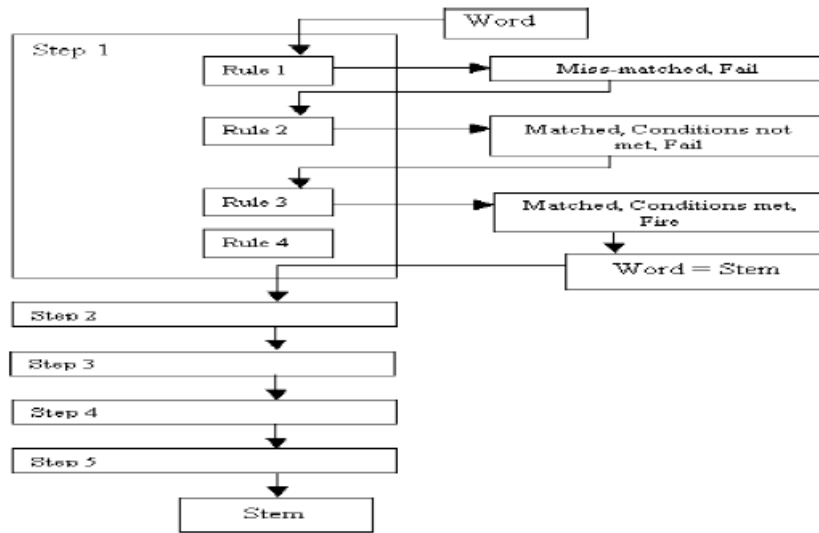 Word
Step 1
Rule 1
Miss-matched, Fail
Rule 2
Matched, Conditions not
met, Fail
Rule 3
Matched, Conditions met,
Fire
Rule 4
Word = Stem
Step 2
Step 3
Step 4
Step 5
Stem